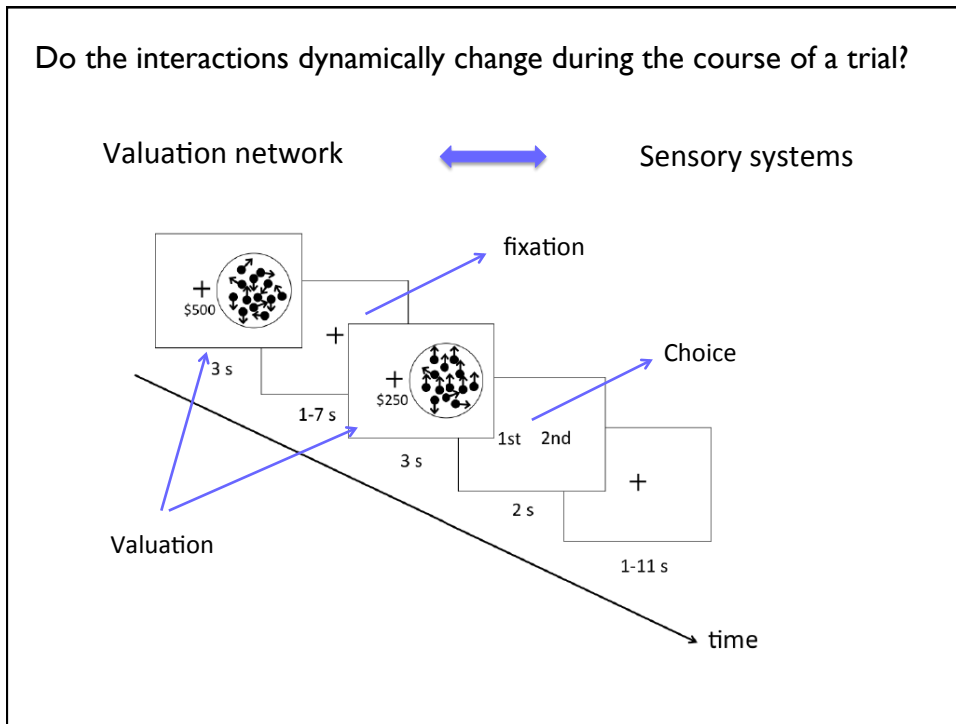 Do the interactions dynamically change during the course of a trial?
Valuation network
Sensory systems
fixation
$500
3 s
Choice
1-7 s
$250
1st 2nd
3 s
2 s
Valuation
1-11 s
time